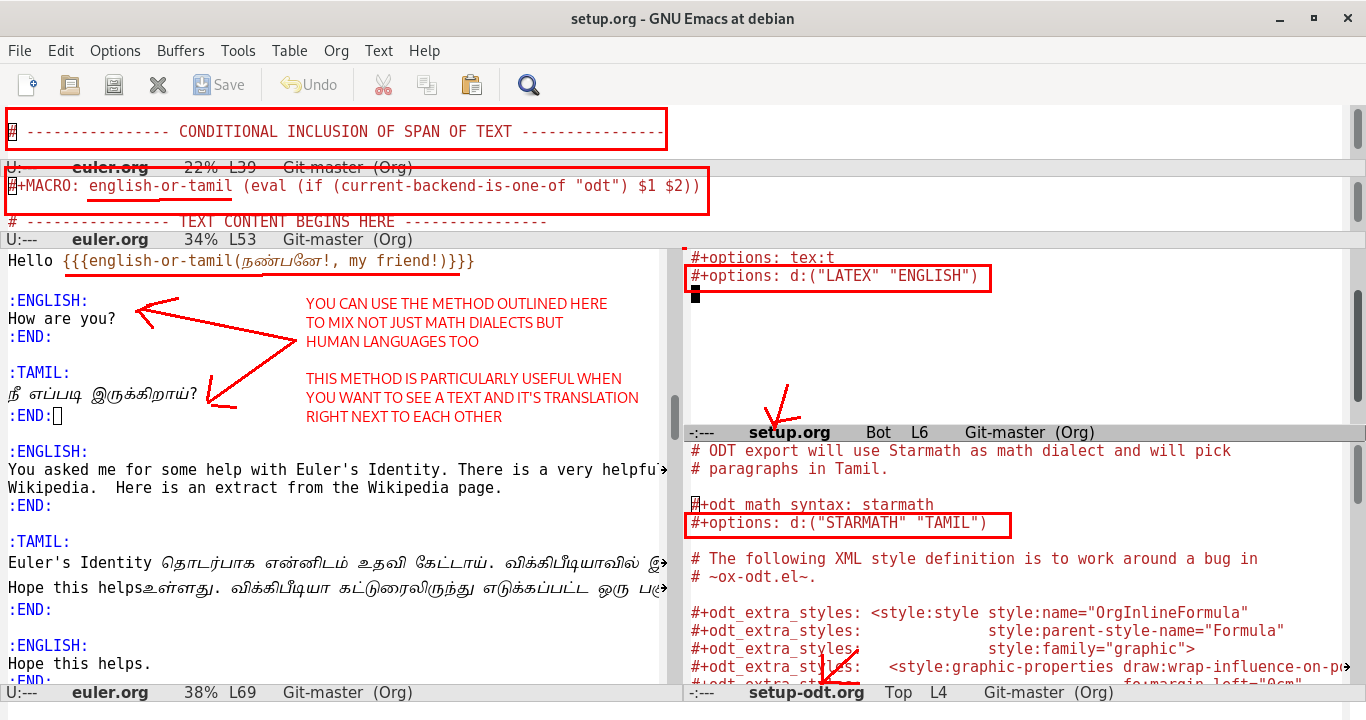 setup.org - GNU Emacs at debian
File Edit Options Buffers Tools Table Org Text Help
Save Undo
# ---------------- CONDITIONAL INCLUSION OF SPAN OF TEXT ----------------
U:--- euler.org 22% L39 Git-master (Org)
#+MACRO: english-or-tamil (eval (if (current-backend-is-one-of "odt") $1 $2))
# ---------------- TEXT CONTENT BEGINS HERE ----------------
U:--- euler.org 34% L53 Git-master (Org)
Hello {{{english-or-tamil(நண்பனே!, my friend!)}}}
:ENGLISH:
How are you?
:END:
:TAMIL:
நீ எப்படி இருக்கிறாய்?
:END:
:ENGLISH:
You asked me for some help with Euler's Identity. There is a very helpful
Wikipedia.  Here is an extract from the Wikipedia page.
:END:
:TAMIL:
Euler's Identity தொடர்பாக என்னிடம் உதவி கேட்டாய். விக்கிபீடியாவில்
Hope this helpsஉள்ளது. விக்கிபீடியா கட்டுரைலிருந்து எடுக்கப்பட்ட ஒரு
:END:
:ENGLISH:
Hope this helps.
:END:
U:--- euler.org 38% L69 Git-master (Org)
YOU CAN USE THE METHOD OUTLINED HERE
TO MIX NOT JUST MATH DIALECTS BUT
HUMAN LANGUAGES TOO
THIS METHOD IS PARTICULARLY USEFUL WHEN
YOU WANT TO SEE A TEXT AND IT'S TRANSLATION
RIGHT NEXT TO EACH OTHER
#+options: tex:t
#+options: d:("LATEX" "ENGLISH")
-:--- setup.org Bot L6 Git-master (Org)
# ODT export will use Starmath as math dialect and will pick
# paragraphs in Tamil.
#+odt_math_syntax: starmath
#+options: d:("STARMATH" "TAMIL")
# The following XML style definition is to work around a bug in
# ~ox-odt.el~.
#+odt_extra_styles: <style:style style:name="OrgInlineFormula"
#+odt_extra_styles:              style:parent-style-name="Formula"
#+odt_extra_styles:              style:family="graphic">
#+odt_extra_styles:   <style:graphic-properties draw:wrap-influence-on-po
#+odt_extra_styles:                             fo:margin-left="0cm"
-:--- setup-odt.org Top L4 Git-master (Org)